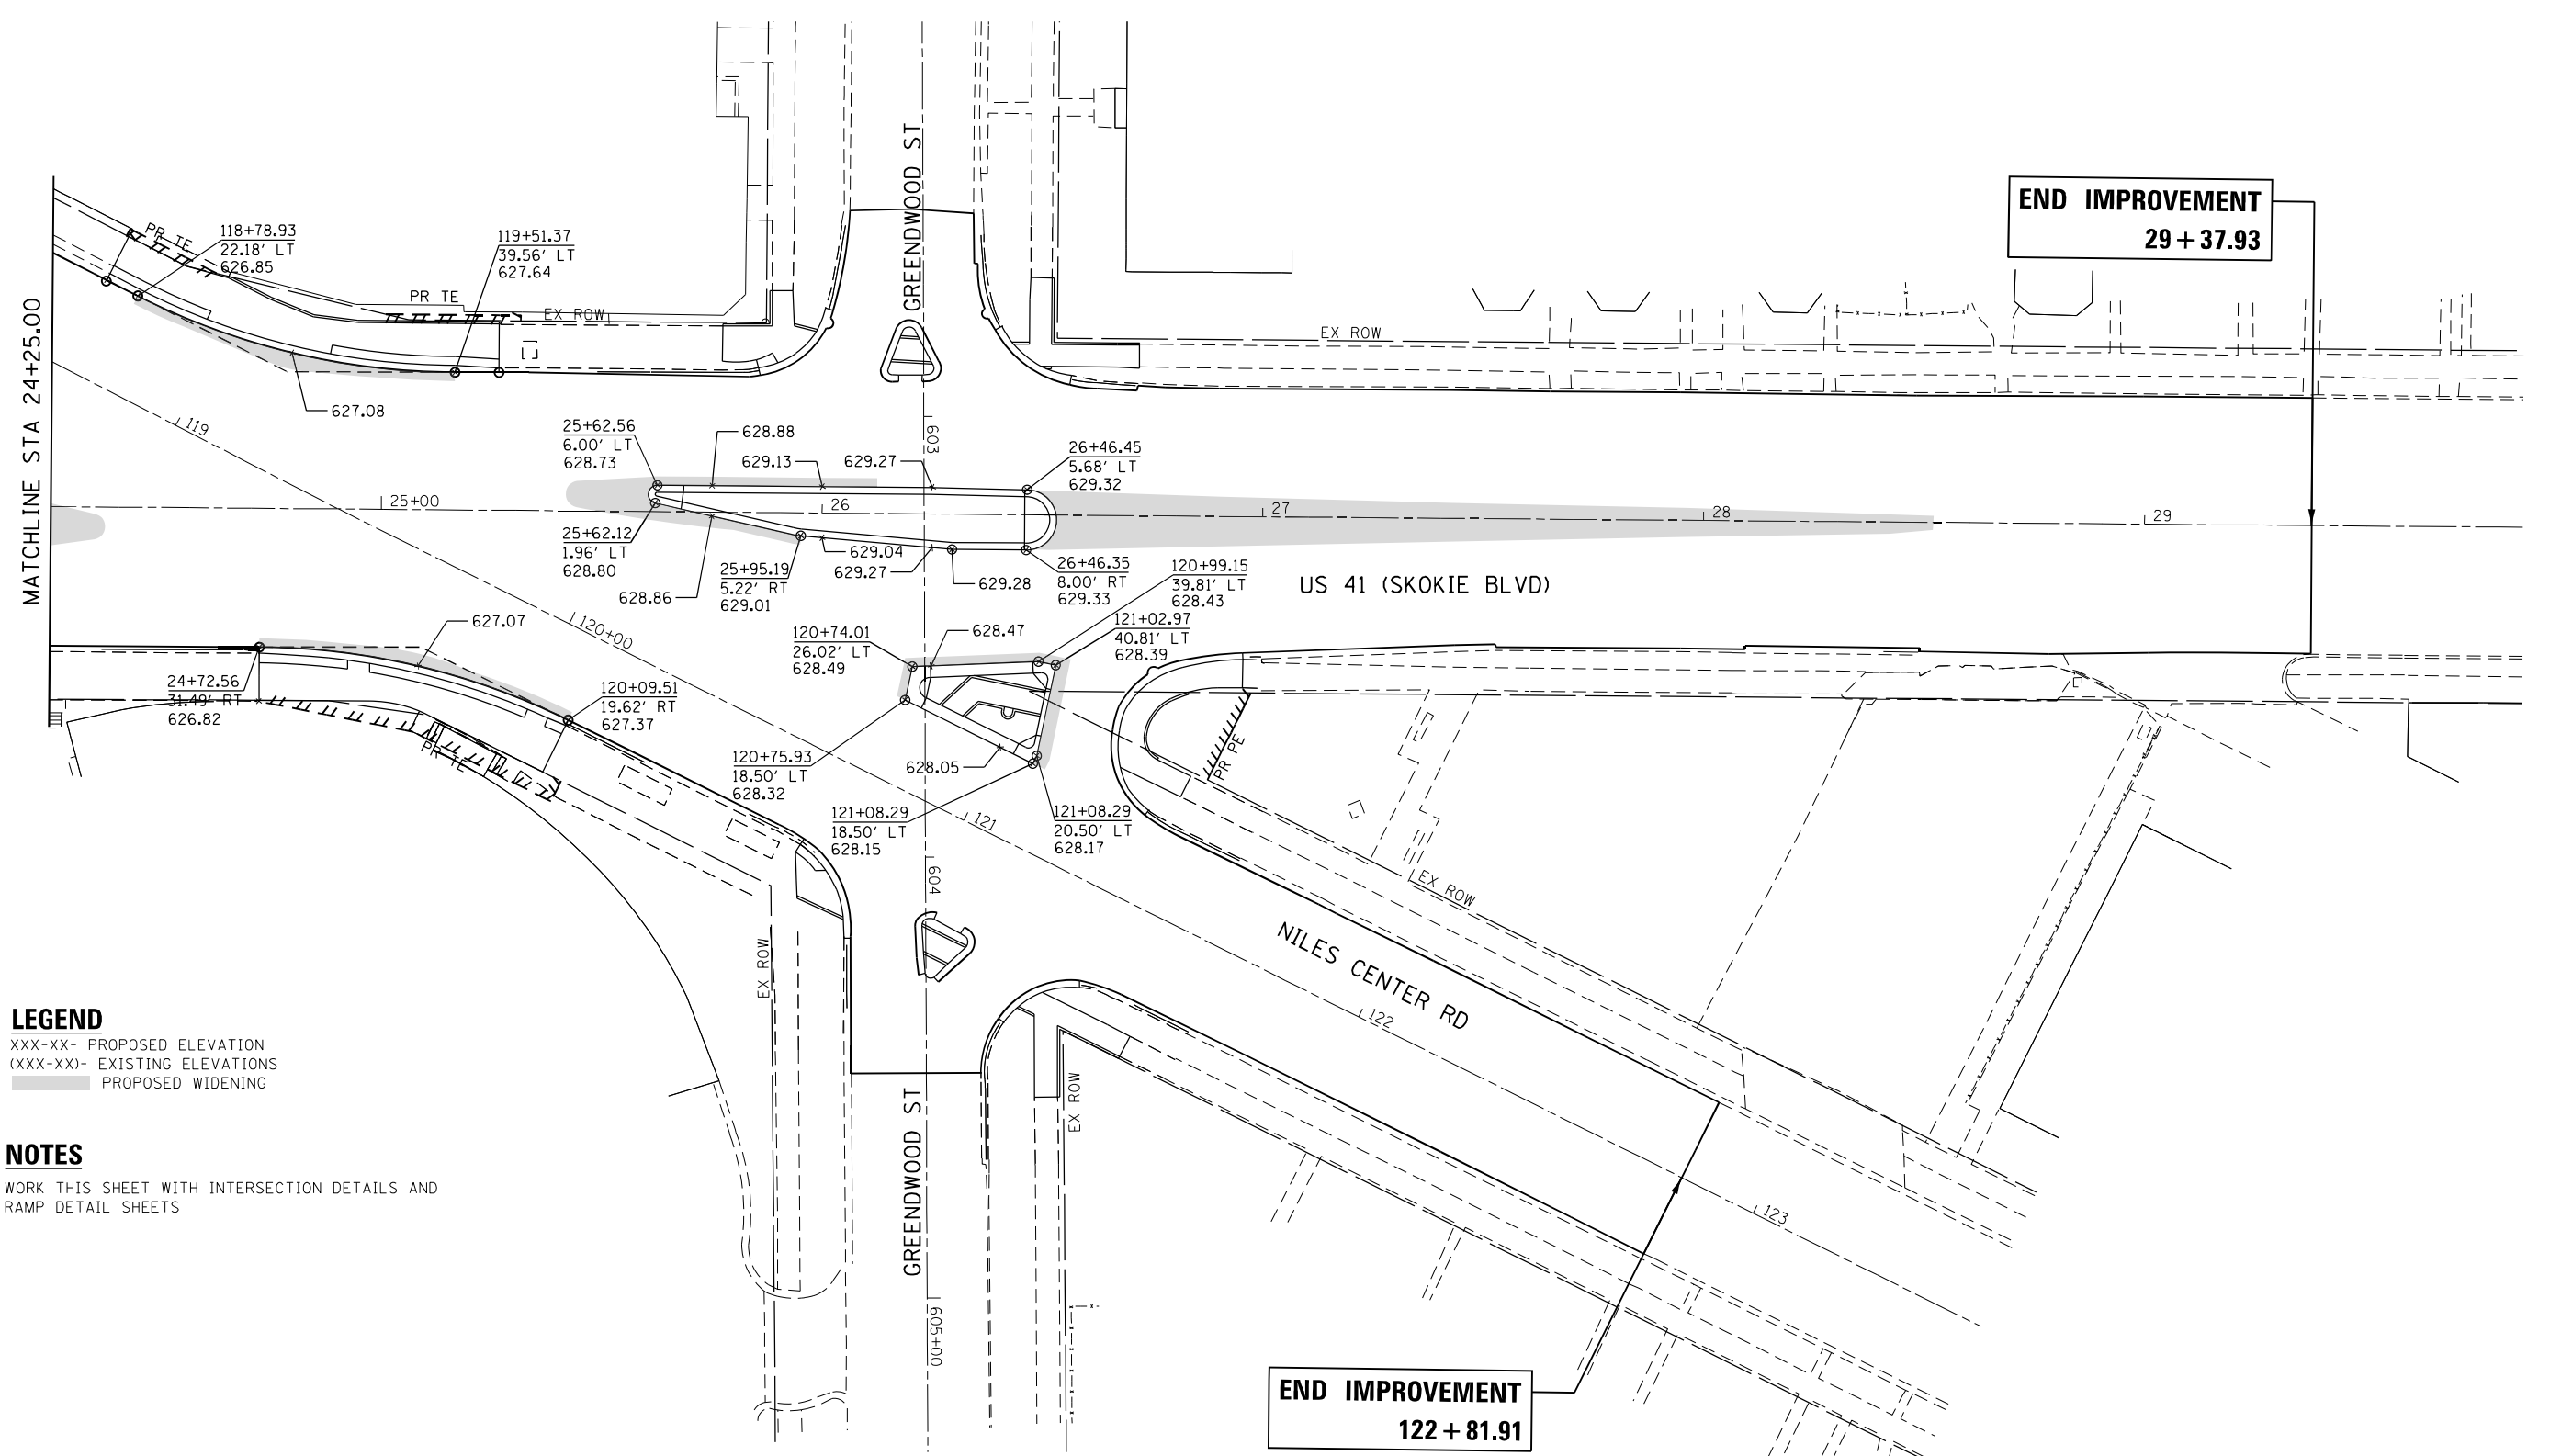 GREENDWOOD ST
END IMPROVEMENT
29+37.93
118+78.93
22.18' LT
626.85
119+51.37
39.56' LT
627.64
PR TE
PR TE
EX ROW
EX ROW
MATCHLINE STA 24+25.00
627.08
119
25+62.56
6.00' LT
628.73
628.88
629.13
629.27
603
26+46.45
5.68' LT
629.32
25+00
26
27
28
29
25+62.12
1.96' LT
628.80
628.86
25+95.19
5.22' RT
629.01
629.04
629.27
629.28
26+46.35
8.00' RT
629.33
120+99.15
39.81' LT
628.43
US 41 (SKOKIE BLVD)
627.07
120+00
120+74.01
26.02' LT
628.49
628.47
121+02.97
40.81' LT
628.39
24+72.56
31.49' RT
626.82
120+09.51
19.62' RT
627.37
PR TE
120+75.93
18.50' LT
628.32
628.05
PR PE
121+08.29
18.50' LT
628.15
121
121+08.29
20.50' LT
628.17
604
EX ROW
EX ROW
NILES CENTER RD
122
LEGEND
XXX-XX- PROPOSED ELEVATION
(XXX-XX)- EXISTING ELEVATIONS
PROPOSED WIDENING
EX ROW
GREENDWOOD ST
NOTES
WORK THIS SHEET WITH INTERSECTION DETAILS AND
RAMP DETAIL SHEETS
123
605+00
END IMPROVEMENT
122+81.91